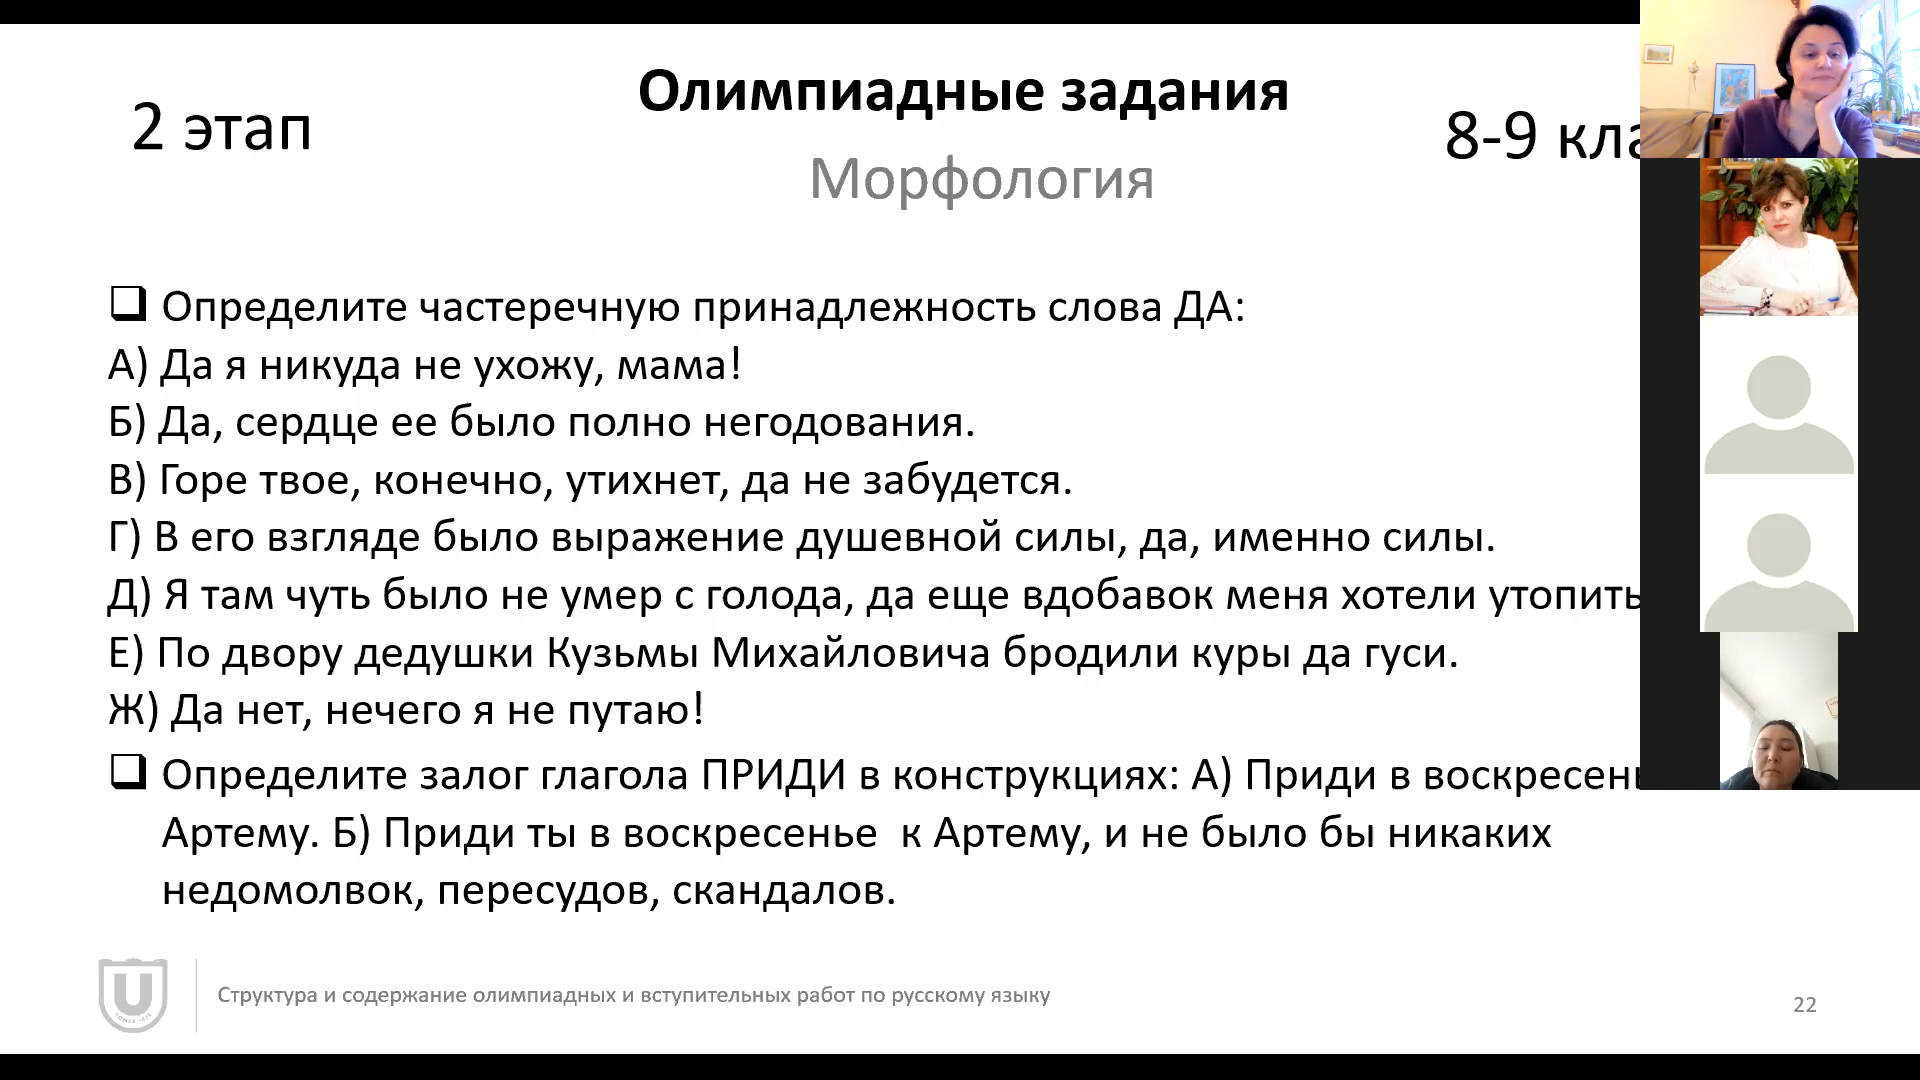 Олимпиадные задания
2 этап
8-9
Морфология
❑ Определите частеречную принадлежность слова ДА:
А) Да я никуда не ухожу, мама!
Б) Да, сердце ее было полно негодования.
В) Горе твое, конечно, утихнет, да не забудется.
Г) В его взгляде было выражение душевной силы, да, именно силы.
Д) Я там чуть было не умер с голода, да еще вдобавок меня хотели утопить
Е) По двору дедушки Кузьмы Михайловича бродили куры да гуси.
Ж) Да нет, нечего я не путаю!
❑ Определите залог глагола ПРИДИ в конструкциях: А) Приди в
Артему. Б) Приди ты в воскресенье к Артему, и не было бы никаких
недомолвок, пересудов, скандалов.
Структура и содержание олимпиадных и вступительных работ по русскому языку
22